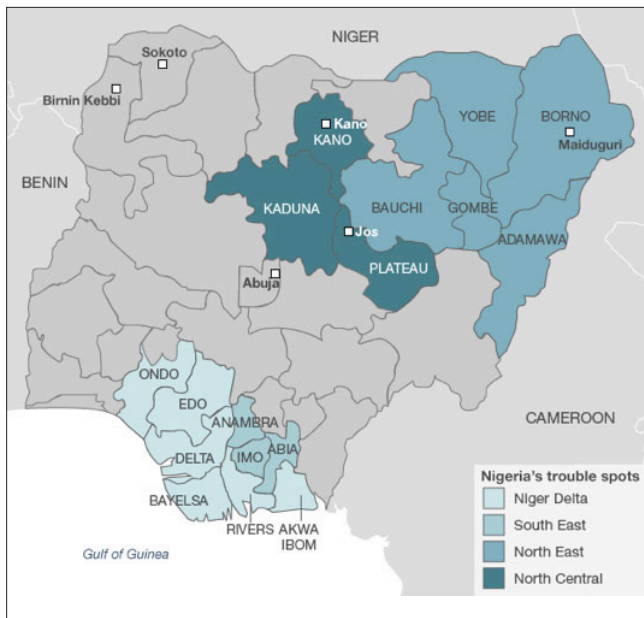 NIGER
Sokoto
Birnin Kebbi
Kano
KANO
YOBE
BORNO
Maiduguri
BENIN
KADUNA
BAUCHI
GOMBE
Jos
ADAMAWA
PLATEAU
Abuja
ONDO
EDO
ANAMBRA
CAMEROON
IMO
ABIA
DELTA
BAYELSA
RIVERS
AKWA
IBOM
Gulf of Guinea
Nigeria's trouble spots
Niger Delta
South East
North East
North Central